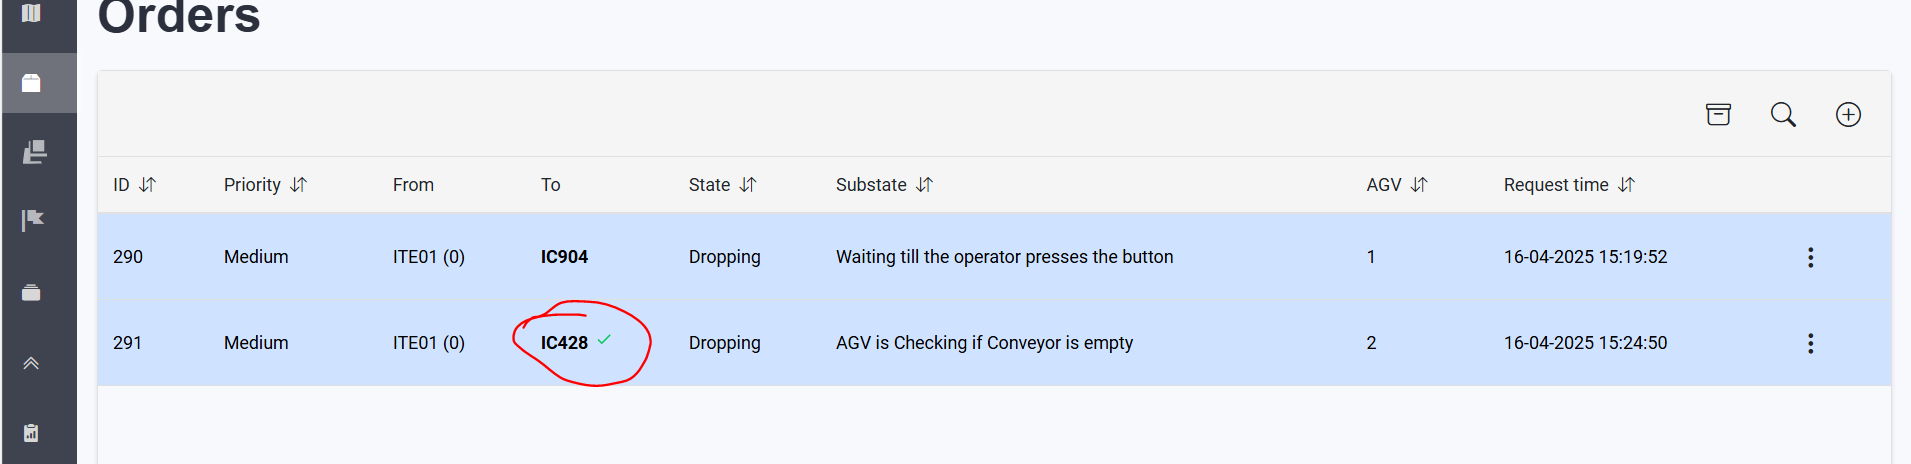 Orders
ID Priority From To State Substate AGV Request time
290 Medium ITE01 (0) IC904 Dropping Waiting till the operator presses the button 1 16-04-2025 15:19:52
291 Medium ITE01 (0) IC428 Dropping AGV is Checking if Conveyor is empty 2 16-04-2025 15:24:50